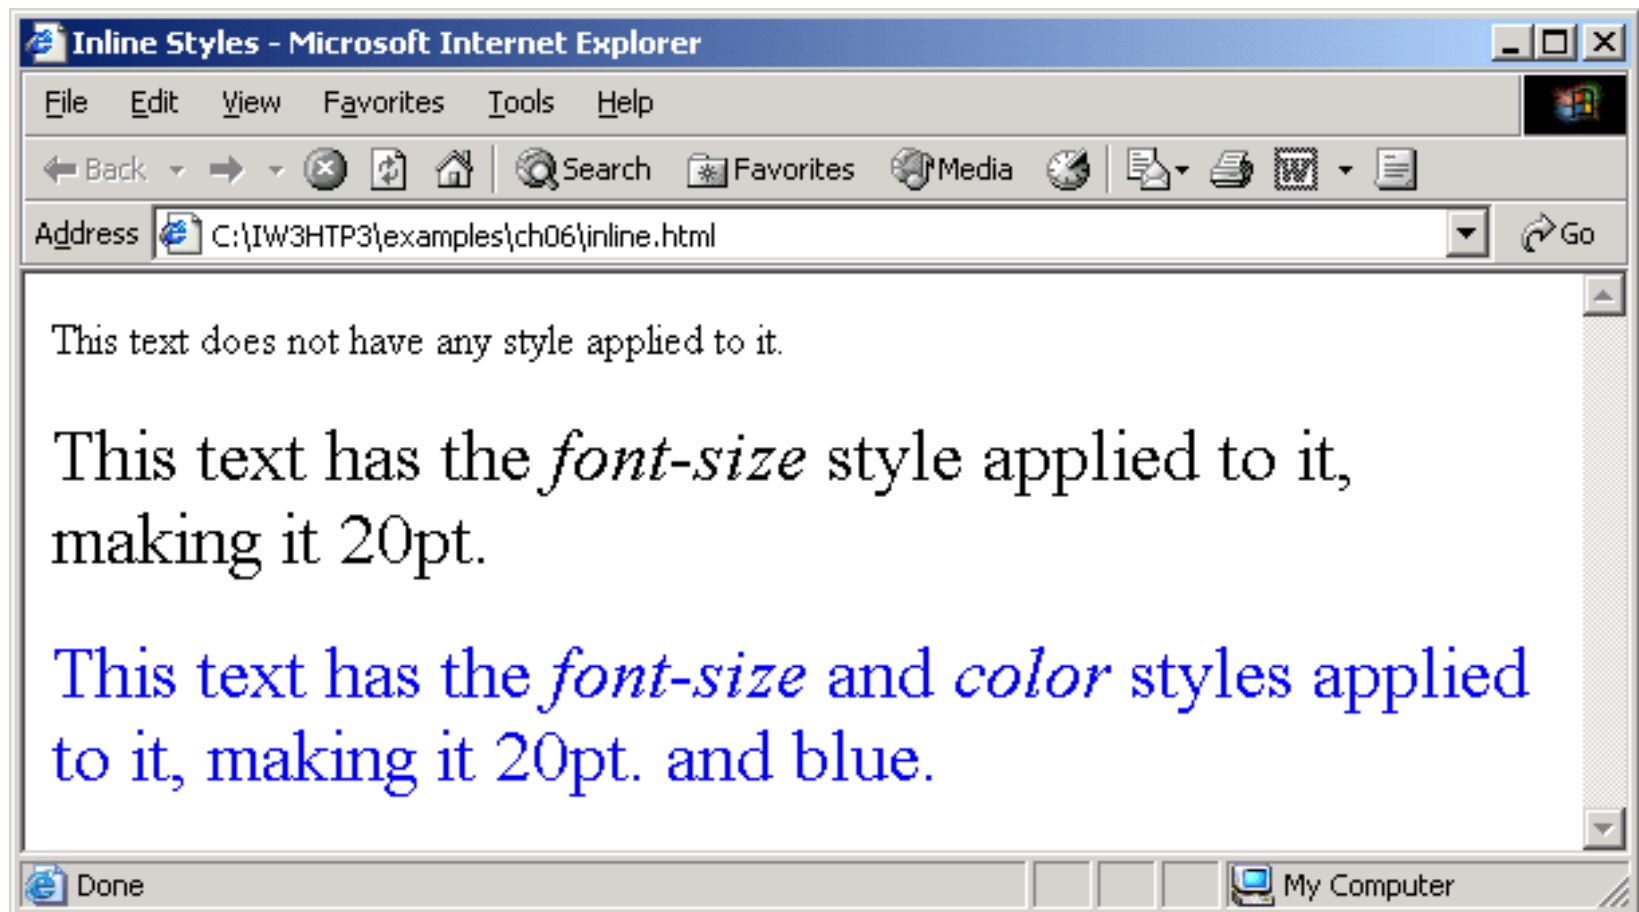 Inline Styles - Microsoft Internet Explorer
File Edit View Favorites Tools Help
Back Search Favorites Media W
Address C:\IW3HTP3\examples\ch06\inline.html Go
This text does not have any style applied to it.
This text has the font-size style applied to it,
making it 20pt.
This text has the font-size and color styles applied
to it, making it 20pt. and blue.
Done My Computer